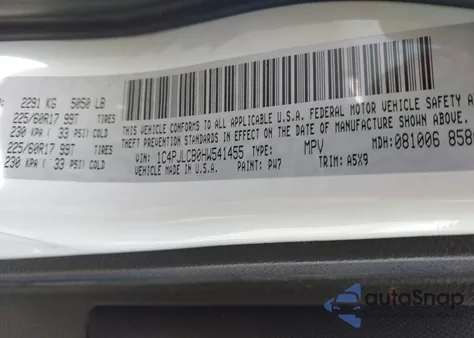 2291 KG 5050 LB
225/60R17 99T TIRES
230 KPA ( 33 PSI) COLD
225/60R17 99T TIRES
230 KPA ( 33 PSI) COLD
THIS VEHICLE CONFORMS TO ALL APPLICABLE U.S.A. FEDERAL MOTOR VEHICLE SAFETY A
THEFT PREVENTION STANDARDS IN EFFECT ON THE DATE OF MANUFACTURE SHOWN ABOVE.
VIN: 1C4PJLCB0HW541455 TYPE: MPV MDH: 081006 858
MADE IN U.S.A. PAINT: PW7 TRIM: A5X9
autoSnap